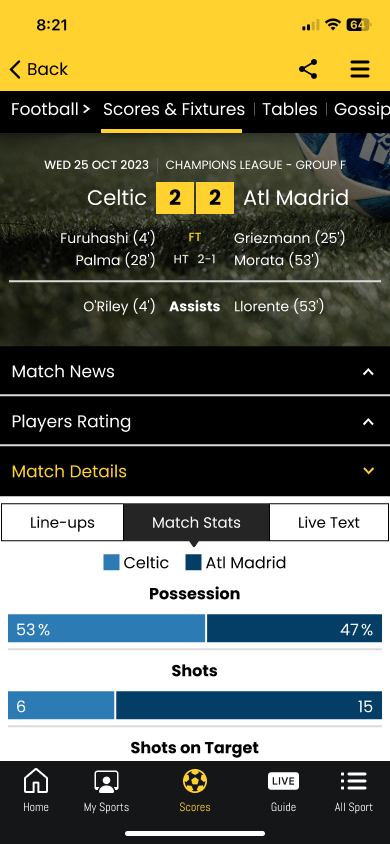 8:21
64
Back
Football > Scores & Fixtures Tables Gossip
WED 25 OCT 2023 CHAMPIONS LEAGUE - GROUP F
Celtic 2 2 Atl Madrid
Furuhashi (4') FT Griezmann (25')
Palma (28') HT 2-1 Morata (53')
O'Riley (4') Assists Llorente (53')
Match News
Players Rating
Match Details
Line-ups Match Stats Live Text
Celtic Atl Madrid
Possession
53 % 47 %
Shots
6 15
Shots on Target
LIVE
Home My Sports Scores Guide All Sport